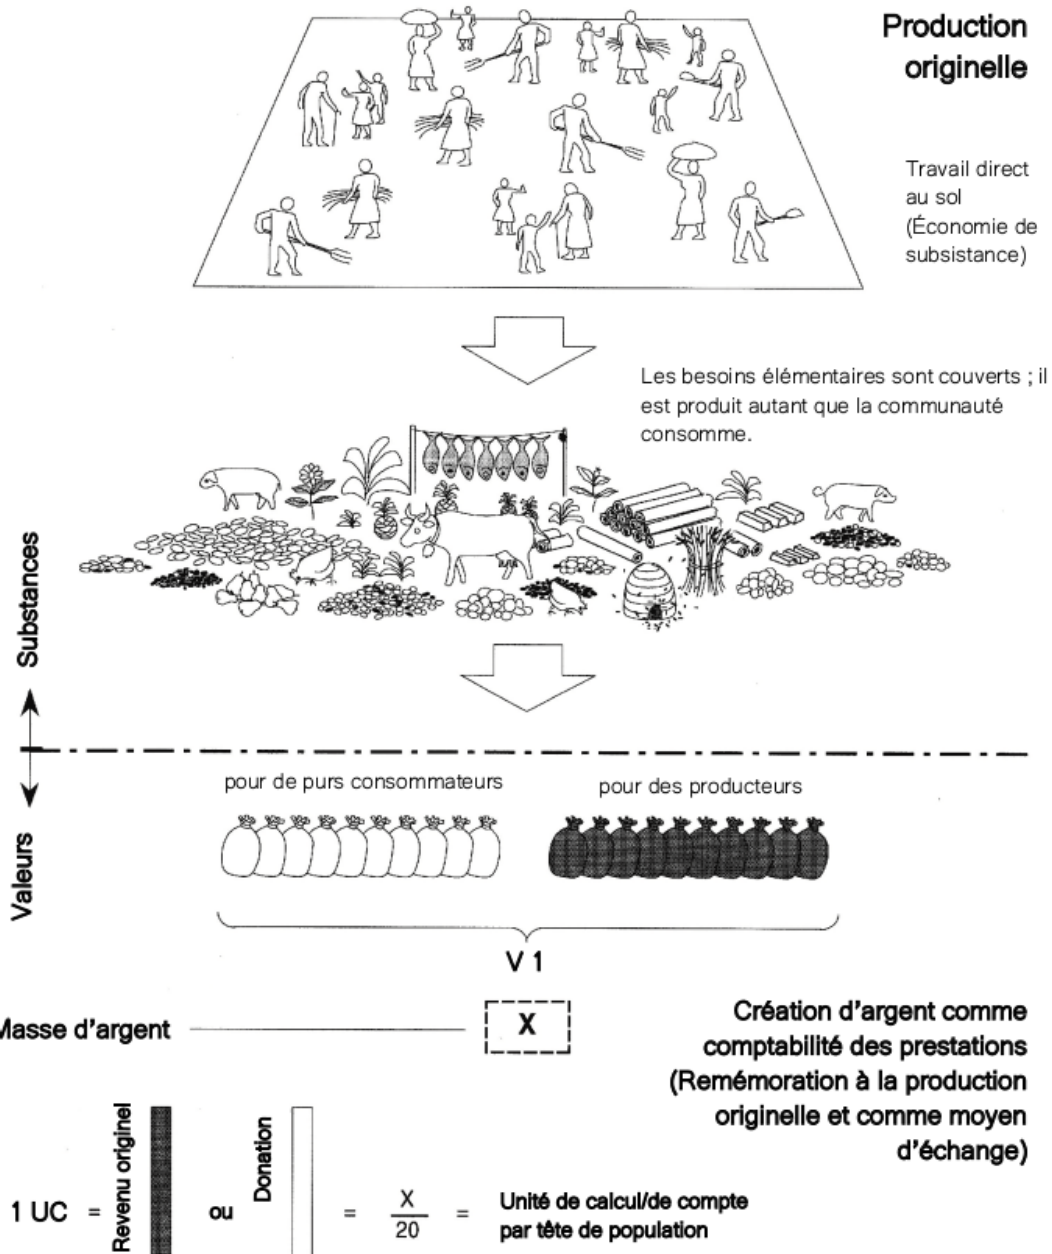 Production
originelle
Travail direct
au sol
(Économie de
subsistance)
Les besoins élémentaires sont couverts ; il
est produit autant que la communauté
consomme.
Substances
Valeurs
pour de purs consommateurs
pour des producteurs
V 1
Masse d'argent
X
Création d'argent comme
comptabilité des prestations
(Remémoration à la production
originelle et comme moyen
d'échange)
1 UC = Revenu originel ou Donation = X/20 = Unité de calcul/de compte
par tête de population